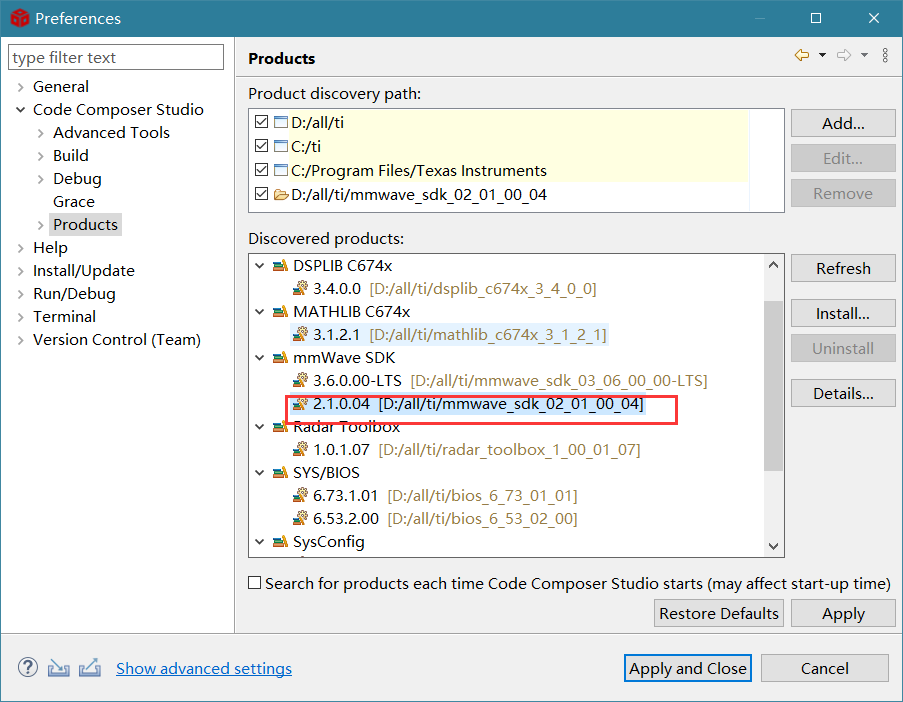 Preferences
type filter text
General
Code Composer Studio
Advanced Tools
Build
Debug
Grace
Products
Help
Install/Update
Run/Debug
Terminal
Version Control (Team)
Products
Product discovery path:
D:/all/ti
C:/ti
C:/Program Files/Texas Instruments
D:/all/ti/mmwave_sdk_02_01_00_04
Add...
Edit...
Remove
Discovered products:
DSPLIB C674x
3.4.0.0 [D:/all/ti/dsplib_c674x_3_4_0_0]
MATHLIB C674x
3.1.2.1 [D:/all/ti/mathlib_c674x_3_1_2_1]
mmWave SDK
3.6.0.00-LTS [D:/all/ti/mmwave_sdk_03_06_00_00-LTS]
2.1.0.04 [D:/all/ti/mmwave_sdk_02_01_00_04]
Radar Toolbox
1.0.1.07 [D:/all/ti/radar_toolbox_1_00_01_07]
SYS/BIOS
6.73.1.01 [D:/all/ti/bios_6_73_01_01]
6.53.2.00 [D:/all/ti/bios_6_53_02_00]
SysConfig
Refresh
Install...
Uninstall
Details...
Search for products each time Code Composer Studio starts (may affect start-up time)
Restore Defaults
Apply
Show advanced settings
Apply and Close
Cancel